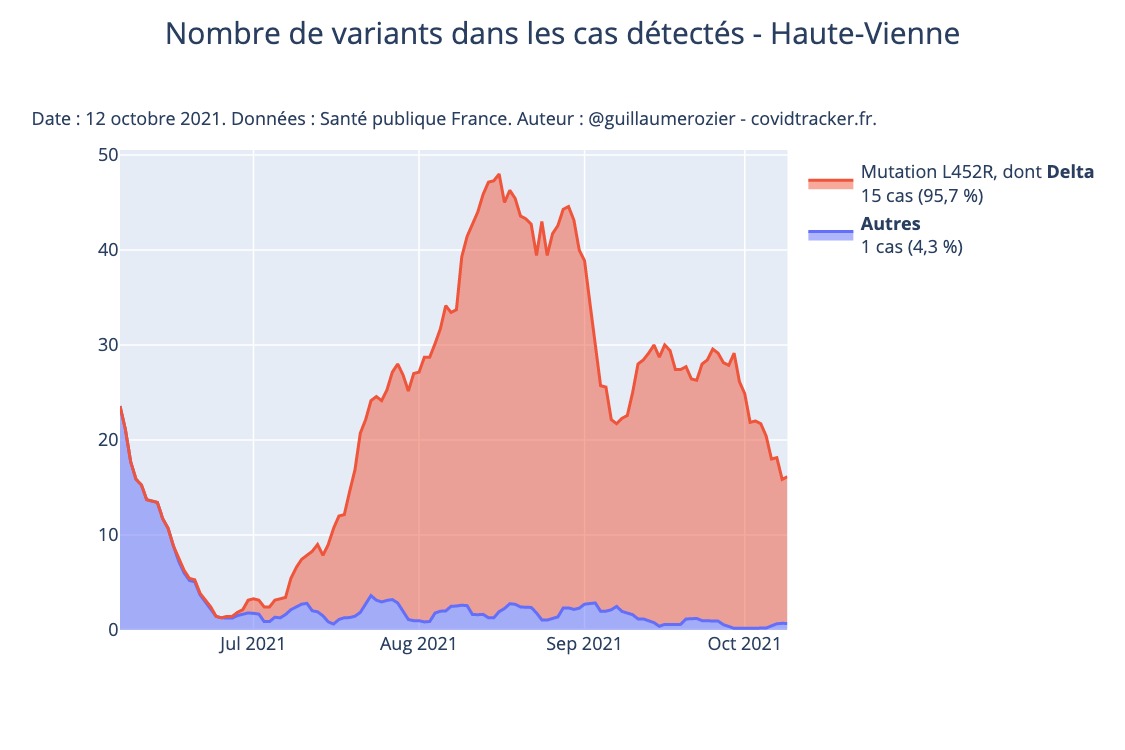 Nombre de variants dans les cas détectés - Haute-Vienne
Date : 12 octobre 2021. Données : Santé publique France. Auteur : @guillaumerozier - covidtracker.fr.
50
40
30
20
10
0
Jul 2021
Aug 2021
Sep 2021
Oct 2021
Mutation L452R, dont Delta
15 cas (95,7 %)
Autres
1 cas (4,3 %)